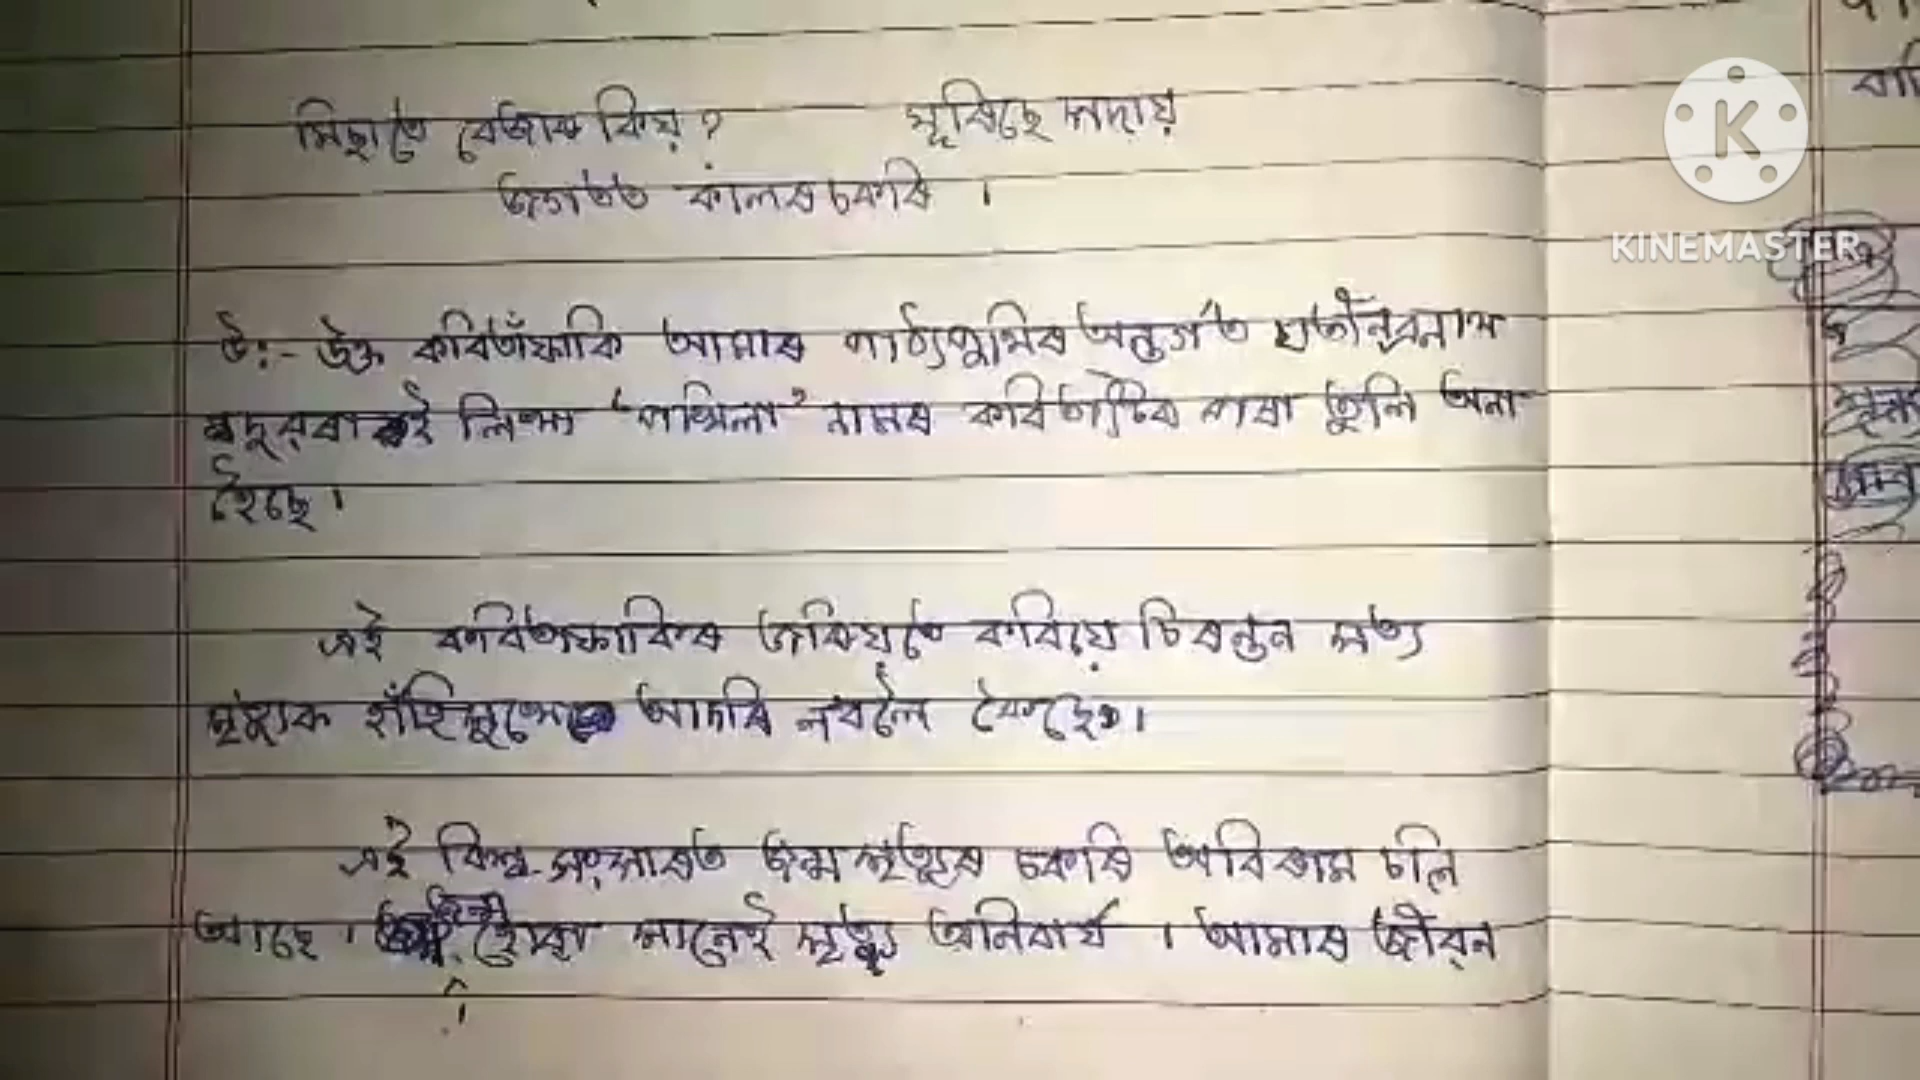 মিছাতে বেজাৰ কিয়? ঘূৰিছে সদায়
জগতত কালৰ চকৰি ।
উঃ- উক্ত কবিতাঁফাকি আমাৰ পাঠ্যপুথিৰ অন্তৰ্গত যতীন্দ্ৰনাথ
দুৱৰাই লিখা 'পখিলা' নামৰ কবিতাটিৰ পৰা তুলি অনা
হৈছে।
এই কবিতাফাকিৰ জৰিয়তে কবিয়ে চিৰন্তন সত্য
মৃত্যুক হাঁহিমুখে আদৰি ল'বলৈ কৈছে।
এই বিশ্ব-সংসাৰত জন্ম মৃত্যুৰ চকৰি অবিৰাম চলি
আছে । জন্ম হোৱা মানেই মৃত্যু অনিবাৰ্য । আমাৰ জীৱন
KINEMASTER